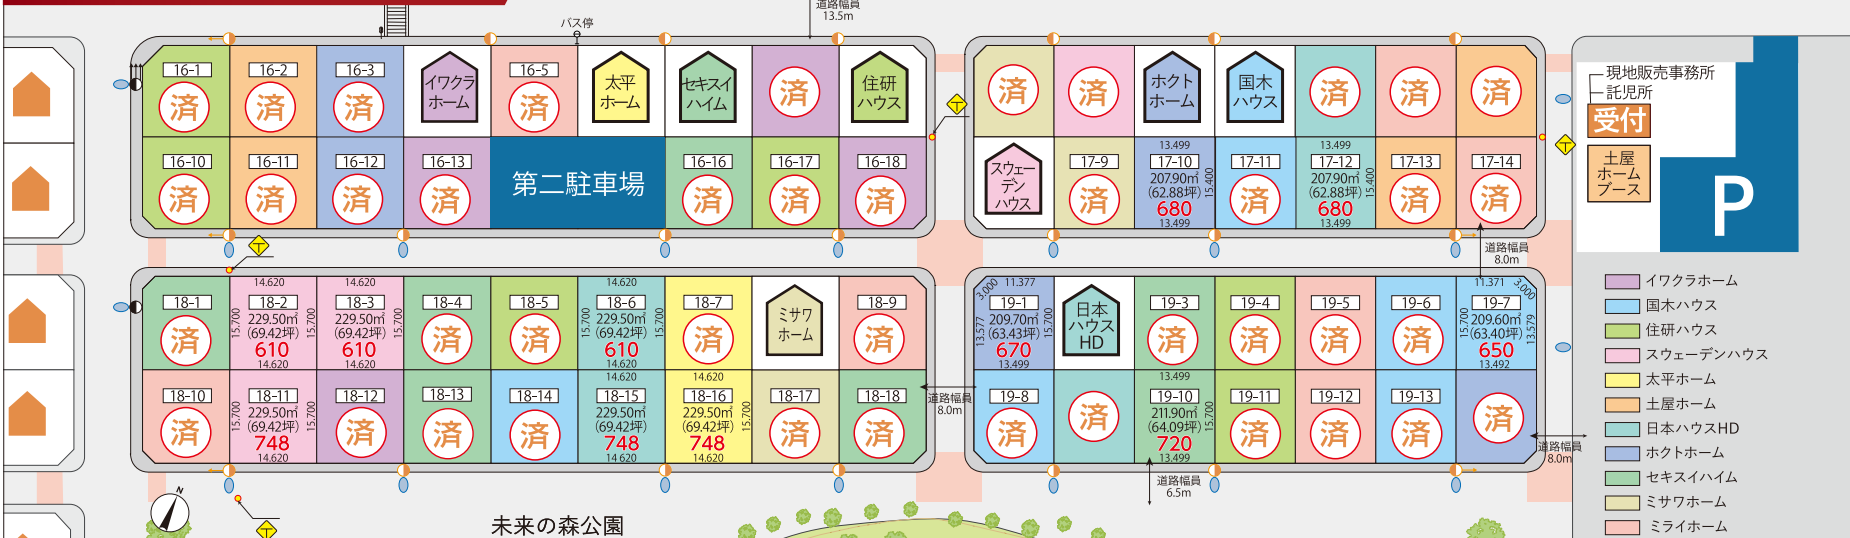 道路幅員
13.5m
バス停
16-1
済
16-2
済
16-3
済
イワクラ
ホーム
16-5
済
太平
ホーム
セキスイ
ハイム
済
住研
ハウス
16-10
済
16-11
済
16-12
済
16-13
済
第二駐車場
16-16
済
16-17
済
16-18
済
済
済
ホクト
ホーム
国木
ハウス
済
済
済
スウェー
デン
ハウス
17-9
済
13.499
17-10
207.90㎡
(62.88坪)
680
13.499
15.400
17-11
済
13.499
17-12
207.90㎡
(62.88坪)
680
13.499
15.400
17-13
済
17-14
済
現地販売事務所
託児所
受付
土屋
ホーム
ブース
P
道路幅員
8.0m
18-1
済
14.620
18-2
229.50㎡
(69.42坪)
610
14.620
15.700
15.700
14.620
18-3
229.50㎡
(69.42坪)
610
14.620
15.700
18-4
済
18-5
済
14.620
18-6
229.50㎡
(69.42坪)
610
14.620
15.700
15.700
18-7
済
ミサワ
ホーム
18-9
済
18-10
済
18-11
229.50㎡
(69.42坪)
748
14.620
15.700
15.700
18-12
済
18-13
済
18-14
済
14.620
18-15
229.50㎡
(69.42坪)
748
14.620
14.620
18-16
229.50㎡
(69.42坪)
748
14.620
15.700
18-17
済
18-18
済
道路幅員
8.0m
3.000
11.377
19-1
209.70㎡
(63.43坪)
670
13.499
13.577
15.700
日本
ハウス
HD
19-3
済
19-4
済
19-5
済
19-6
済
11.371
3.000
19-7
209.60㎡
(63.40坪)
650
13.492
15.700
13.579
19-8
済
済
13.499
19-10
211.90㎡
(64.09坪)
720
13.499
15.700
19-11
済
19-12
済
19-13
済
済
道路幅員
8.0m
道路幅員
6.5m
N
未来の森公園
イワクラホーム
国木ハウス
住研ハウス
スウェーデンハウス
太平ホーム
土屋ホーム
日本ハウスHD
ホクトホーム
セキスイハイム
ミサワホーム
ミライホーム